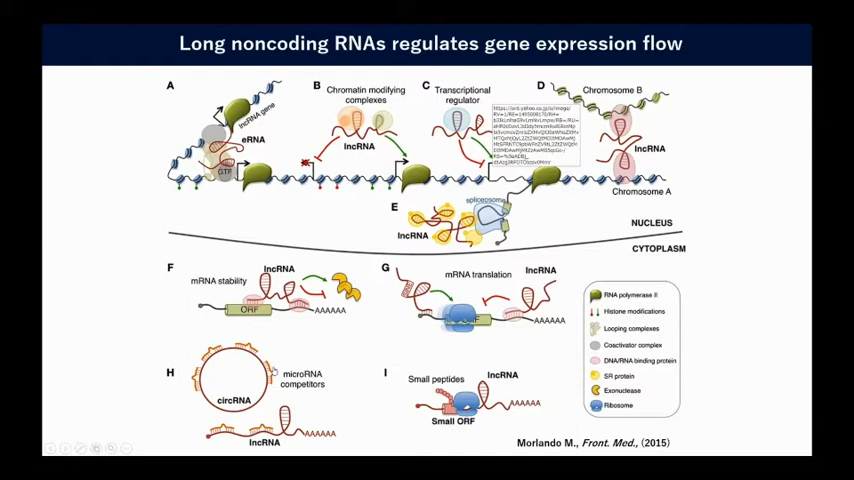 Long noncoding RNAs regulates gene expression flow
A
lncRNA gene
eRNA
GTF
B
Chromatin modifying
complexes
lncRNA
C
Transcriptional
regulator
lncRNA
D
Chromosome B
lncRNA
Chromosome A
E
lncRNA
spliceosome
NUCLEUS
CYTOPLASM
F
mRNA stability
lncRNA
ORF
AAAAAA
G
mRNA translation
lncRNA
AAAAAA
H
circRNA
microRNA
competitors
lncRNA
AAAAAA
I
Small peptides
lncRNA
Small ORF
AAAAAA
RNA polymerase II
Histone modifications
Looping complexes
Coactivator complex
DNA/RNA binding protein
SR protein
Exonuclease
Ribosome
Morlando M., Front. Med., (2015)